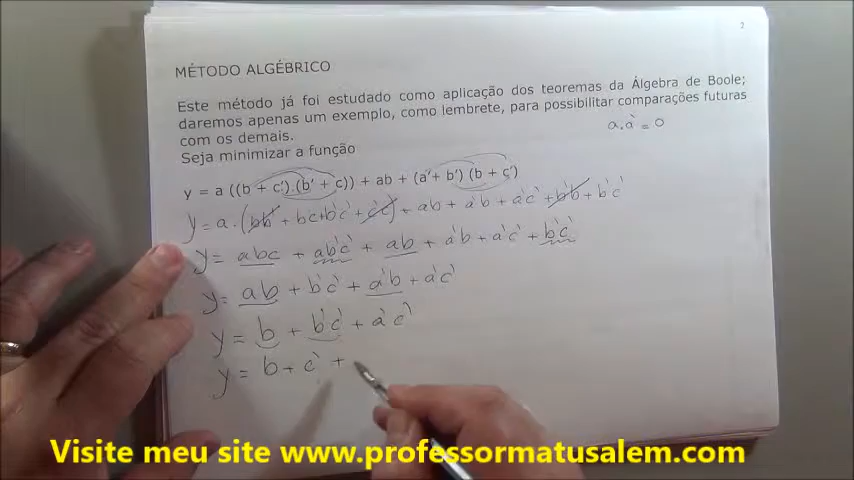 2
MÉTODO ALGÉBRICO
Este método já foi estudado como aplicação dos teoremas da Álgebra de Boole;
daremos apenas um exemplo, como lembrete, para possibilitar comparações futuras
com os demais.
a.a' = 0
Seja minimizar a função
y = a ((b + c').(b' + c)) + ab + (a' + b') (b + c')
y = a.(bb' + bc + b'c' + c'c) + ab + a'b + a'c' + b'b + b'c'
y = abc + ab'c' + ab + a'b + a'c' + b'c'
y = ab + b'c' + a'b + a'c'
y = b + b'c' + a'c'
y = b + c' +
Visite meu site www.professormatusalem.com